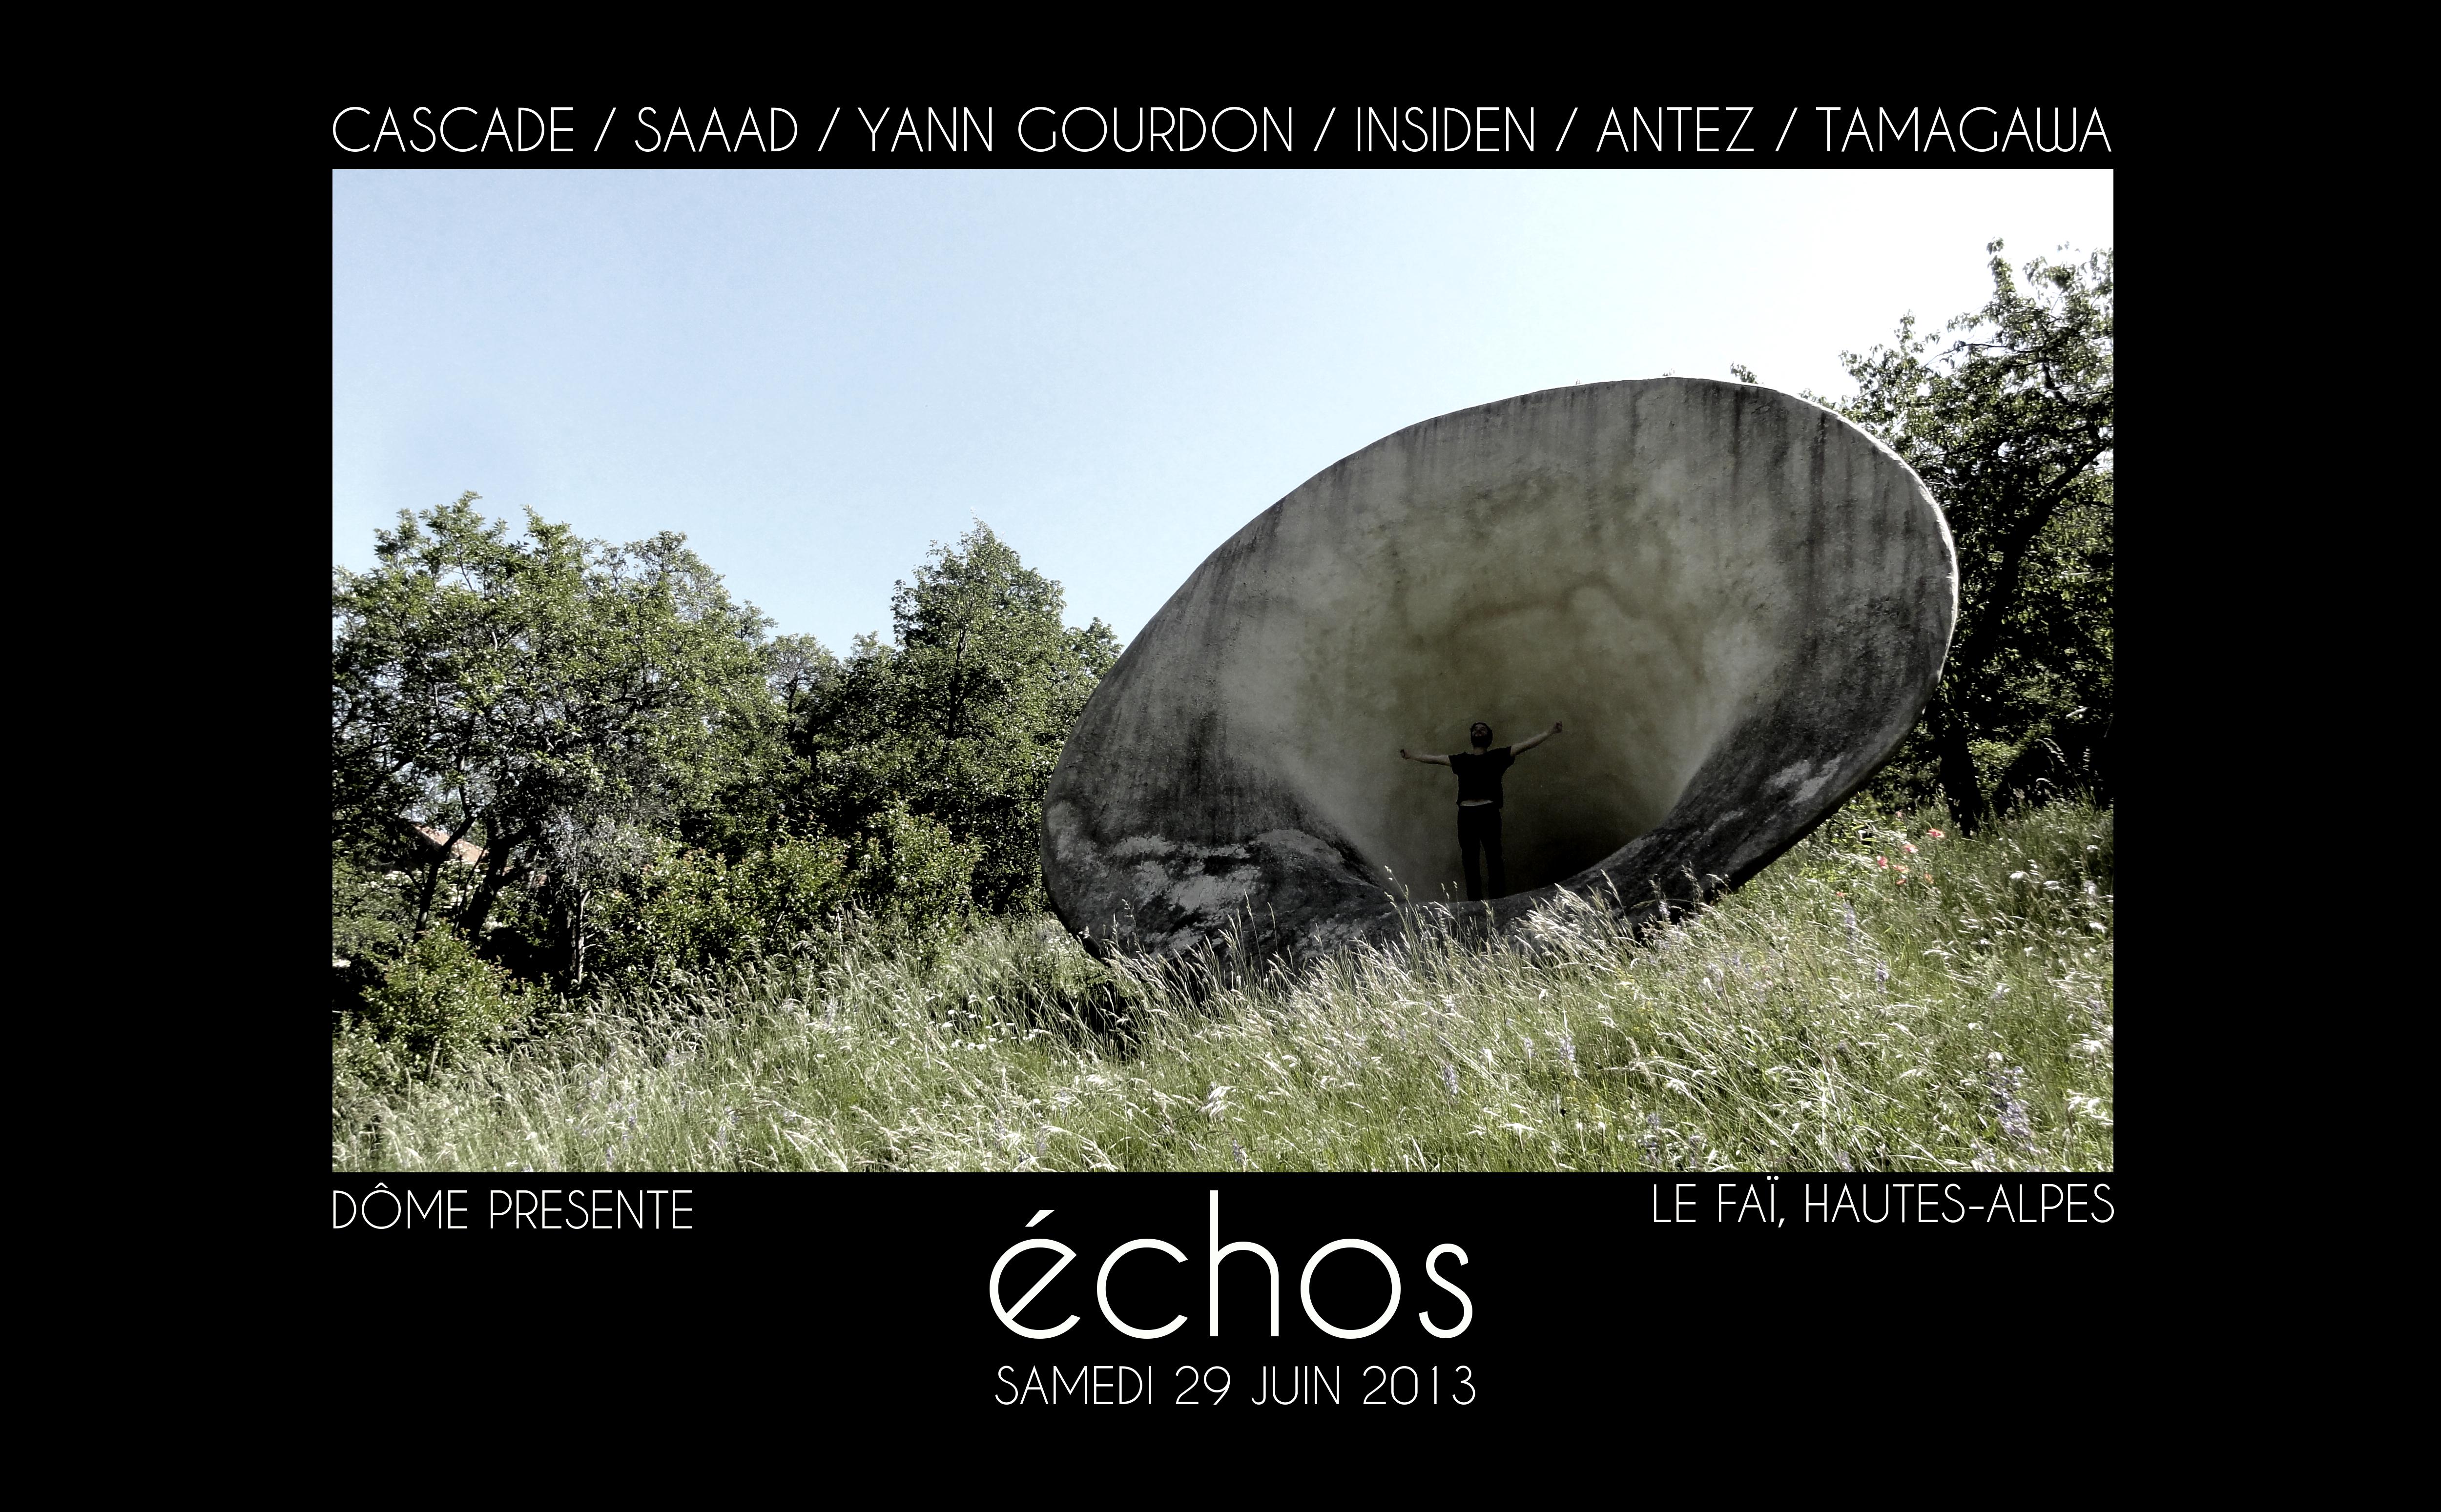 CASCADE / SAAAD / YANN GOURDON / INSIDEN / ANTEZ / TAMAGAWA
DÔME PRESENTE
LE FAÏ, HAUTES-ALPES
échos
SAMEDI 29 JUIN 2013